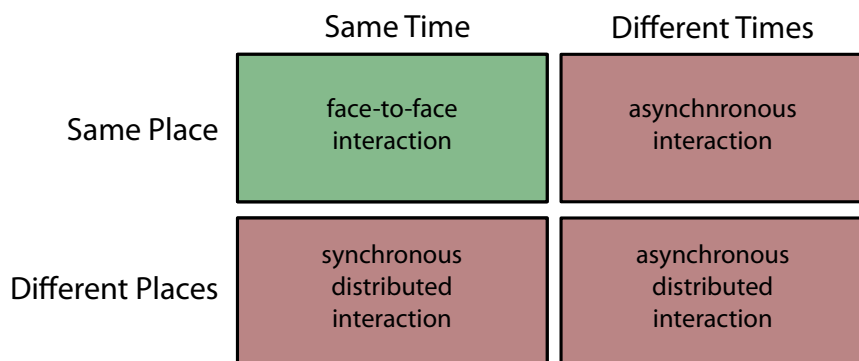 Same Time
Different Times
Same Place
face-to-face
interaction
asynchnronous
interaction
Different Places
synchronous
distributed
interaction
asynchronous
distributed
interaction